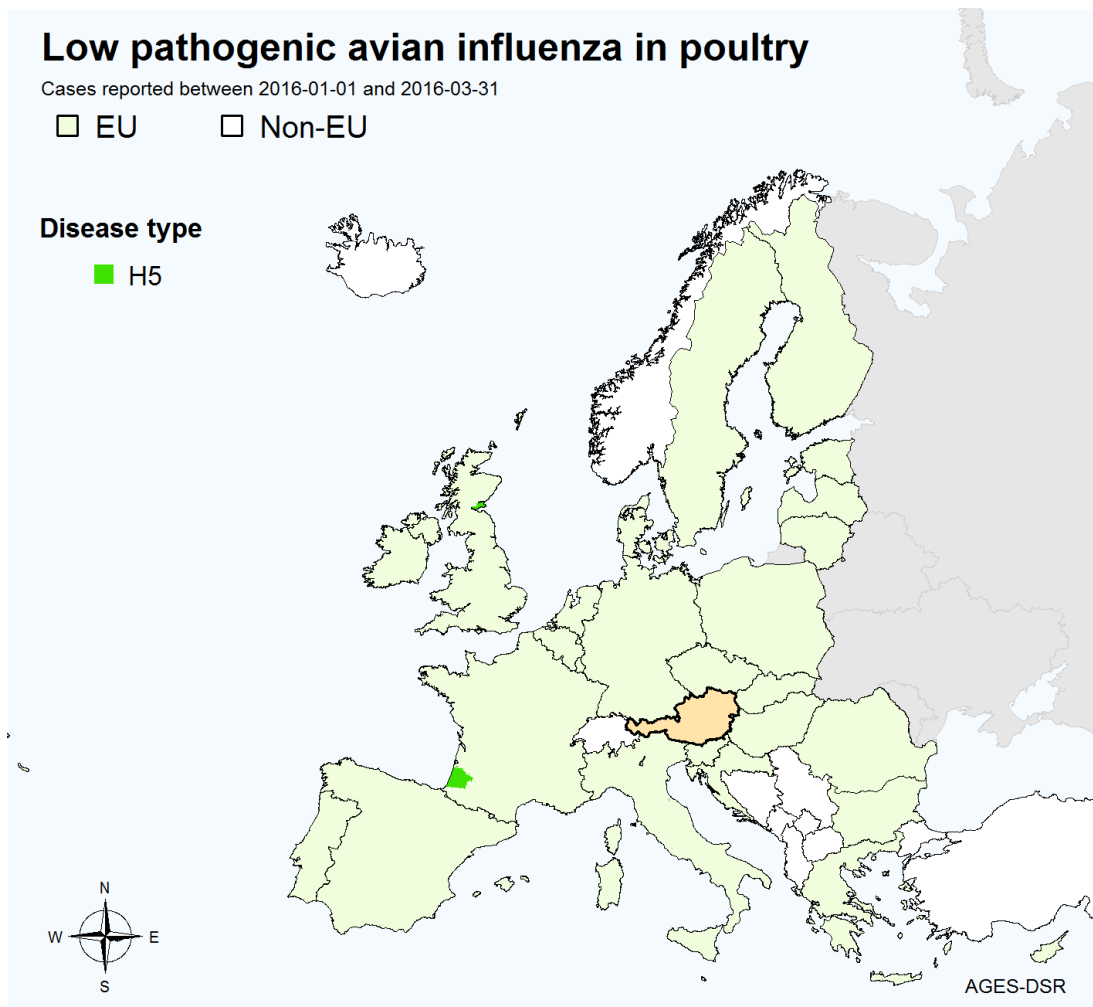 Low pathogenic avian influenza in poultry
Cases reported between 2016-01-01 and 2016-03-31
EU Non-EU
Disease type
H5
N
W E
S
AGES-DSR